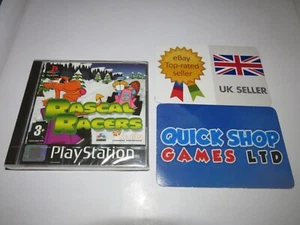 RASCAL
RACERS
3+
PlayStation
eBay
Top-rated
seller
UK SELLER
QUICK SHOP
GAMES LTD